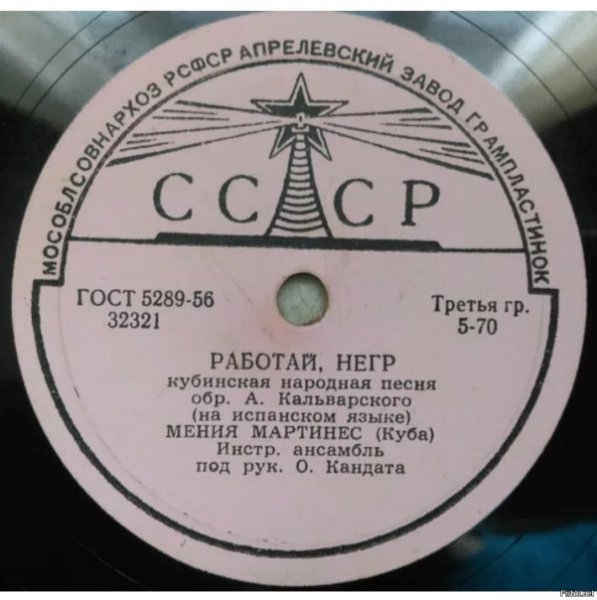 МОСОБЛСОВНАРХОЗ РСФСР АПРЕЛЕВСКИЙ ЗАВОД ГРАМПЛАСТИНОК
СССР
ГОСТ 5289-56
32321
Третья гр.
5-70
РАБОТАЙ, НЕГР
кубинская народная песня
обр. А. Кальварского
(на испанском языке)
МЕНИЯ МАРТИНЕС (Куба)
Инстр. ансамбль
под рук. О. Кандата